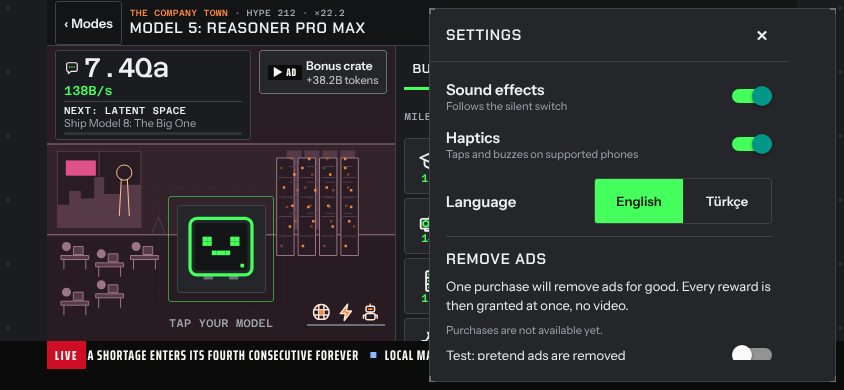 ‹ Modes
THE COMPANY TOWN · HYPE 212 · ×22.2
MODEL 5: REASONER PRO MAX
7.40a
138B/s
NEXT: LATENT SPACE
Ship Model 8: The Big One
AD
Bonus crate
+38.2B tokens
BU
MILE
TAP YOUR MODEL
LIVE
A SHORTAGE ENTERS ITS FOURTH CONSECUTIVE FOREVER
LOCAL MA
SETTINGS
×
Sound effects
Follows the silent switch
Haptics
Taps and buzzes on supported phones
Language
English
Türkçe
REMOVE ADS
One purchase will remove ads for good. Every reward is
then granted at once, no video.
Purchases are not available yet.
Test: pretend ads are removed